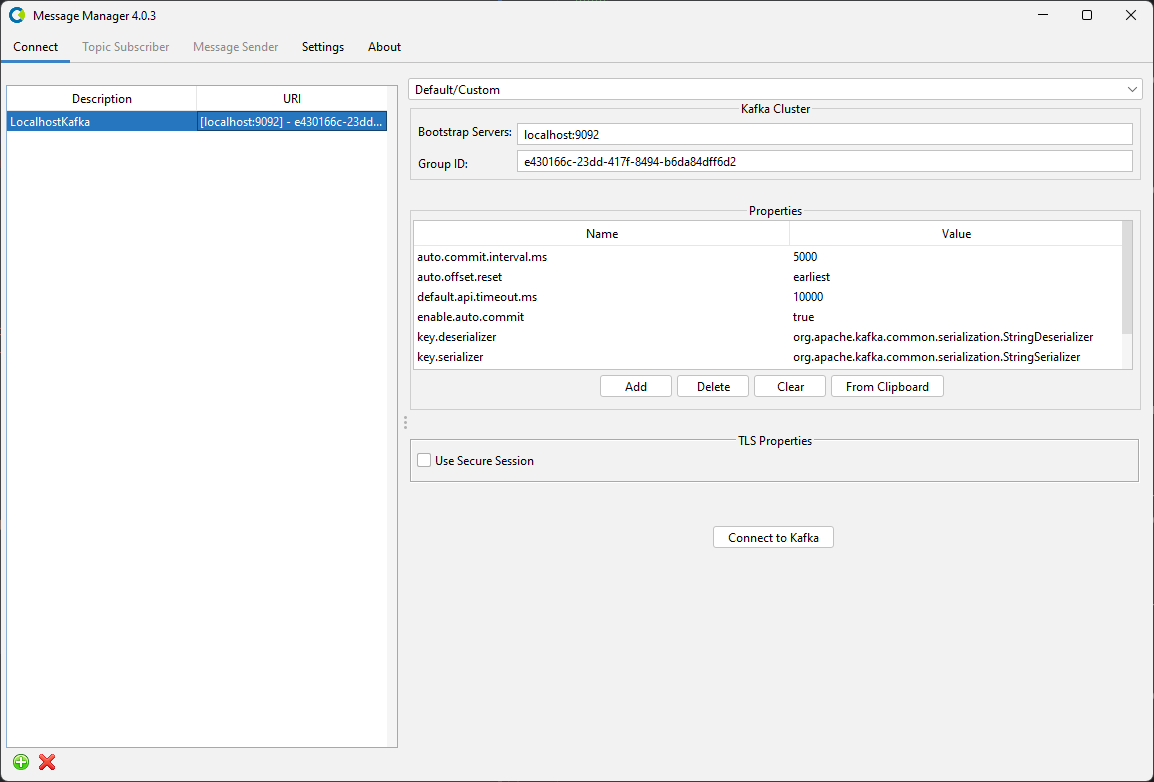 Message Manager 4.0.3
Connect Topic Subscriber Message Sender Settings About
Description URI
LocalhostKafka [localhost:9092] - e430166c-23dd...
Default/Custom
Kafka Cluster
Bootstrap Servers: localhost:9092
Group ID: e430166c-23dd-417f-8494-b6da84dff6d2
Properties
Name Value
auto.commit.interval.ms 5000
auto.offset.reset earliest
default.api.timeout.ms 10000
enable.auto.commit true
key.deserializer org.apache.kafka.common.serialization.StringDeserializer
key.serializer org.apache.kafka.common.serialization.StringSerializer
Add Delete Clear From Clipboard
TLS Properties
Use Secure Session
Connect to Kafka